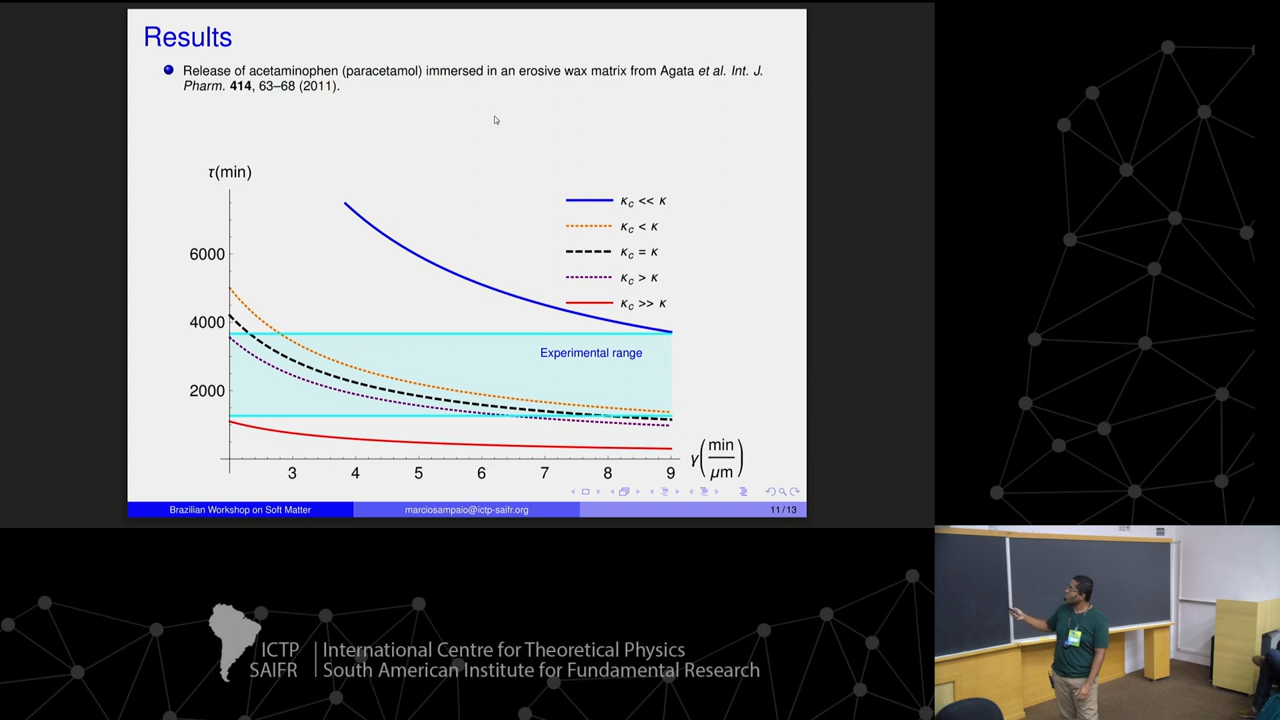 Results
Release of acetaminophen (paracetamol) immersed in an erosive wax matrix from Agata et al. Int. J.
Pharm. 414, 63–68 (2011).
τ(min)
κc << κ
κc < κ
κc = κ
κc > κ
κc >> κ
6000
4000
2000
Experimental range
3 4 5 6 7 8 9
γ(min/μm)
Brazilian Workshop on Soft Matter marciosampaio@ictp-saifr.org 11 / 13
ICTP International Centre for Theoretical Physics
SAIFR South American Institute for Fundamental Research